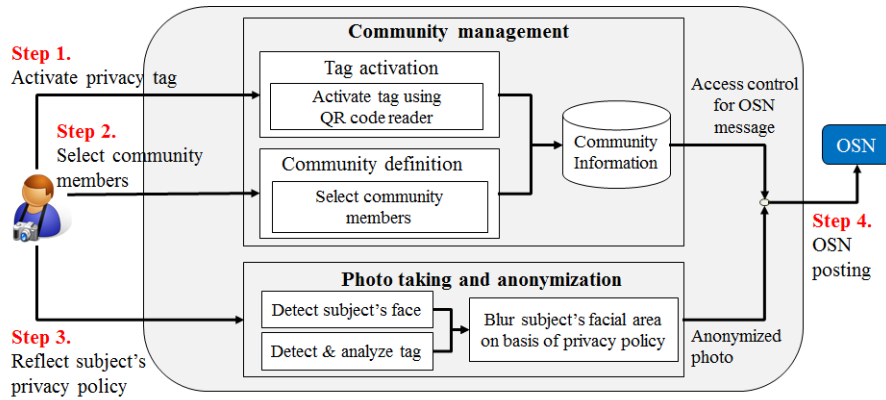 Community management
Step 1.
Activate privacy tag
Tag activation
Activate tag using
QR code reader
Step 2.
Select community
members
Community definition
Select community
members
Community
Information
Access control
for OSN
message
OSN
Step 4.
OSN
posting
Photo taking and anonymization
Detect subject's face
Detect & analyze tag
Blur subject's facial area
on basis of privacy policy
Anonymized
photo
Step 3.
Reflect subject's
privacy policy